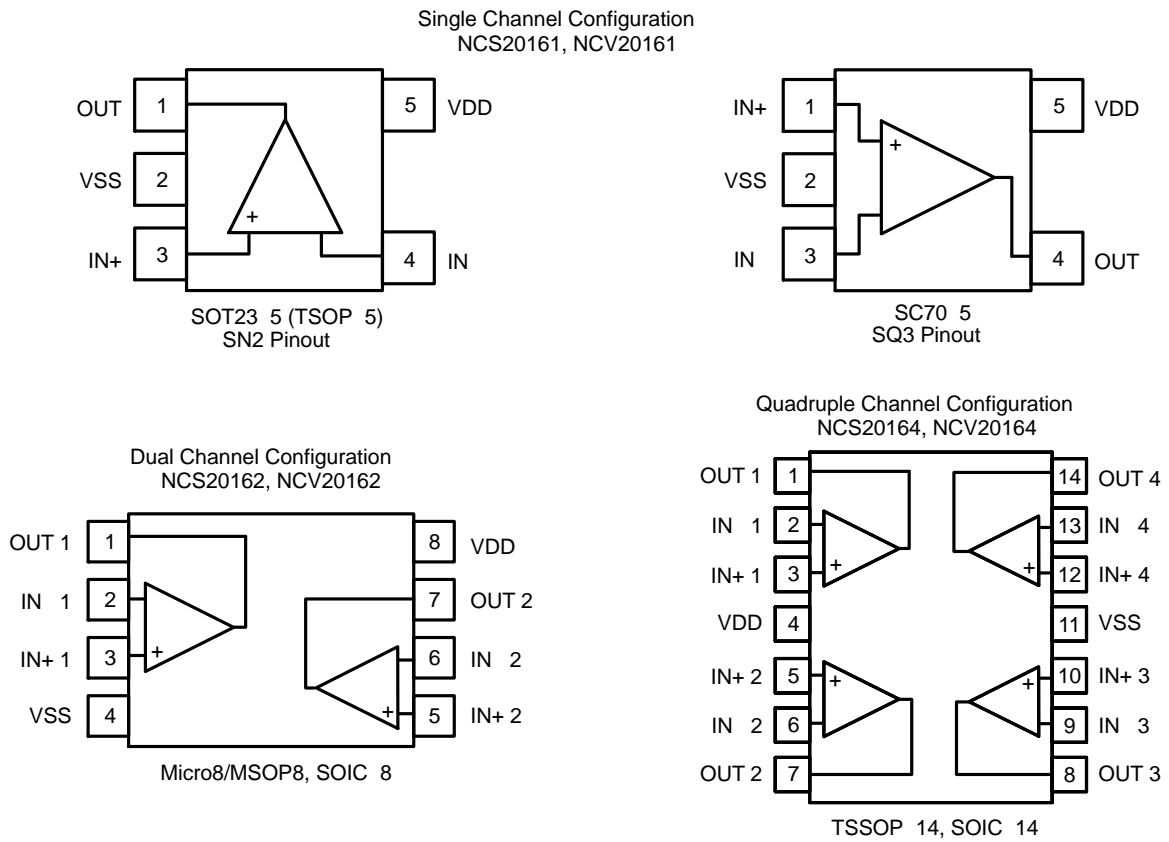 Single Channel Configuration
NCS20161, NCV20161
OUT 1
5 VDD
VSS 2
+
IN+ 3
4 IN
SOT23 5 (TSOP 5)
SN2 Pinout
IN+ 1
5 VDD
+
VSS 2
IN 3
4 OUT
SC70 5
SQ3 Pinout
Dual Channel Configuration
NCS20162, NCV20162
OUT 1 1
8 VDD
IN 1 2
7 OUT 2
IN+ 1 3
+
6 IN 2
VSS 4
+
5 IN+ 2
Micro8/MSOP8, SOIC 8
Quadruple Channel Configuration
NCS20164, NCV20164
OUT 1 1
14 OUT 4
IN 1 2
13 IN 4
IN+ 1 3
+
+
12 IN+ 4
VDD 4
11 VSS
IN+ 2 5
+
+
10 IN+ 3
IN 2 6
9 IN 3
OUT 2 7
8 OUT 3
TSSOP 14, SOIC 14